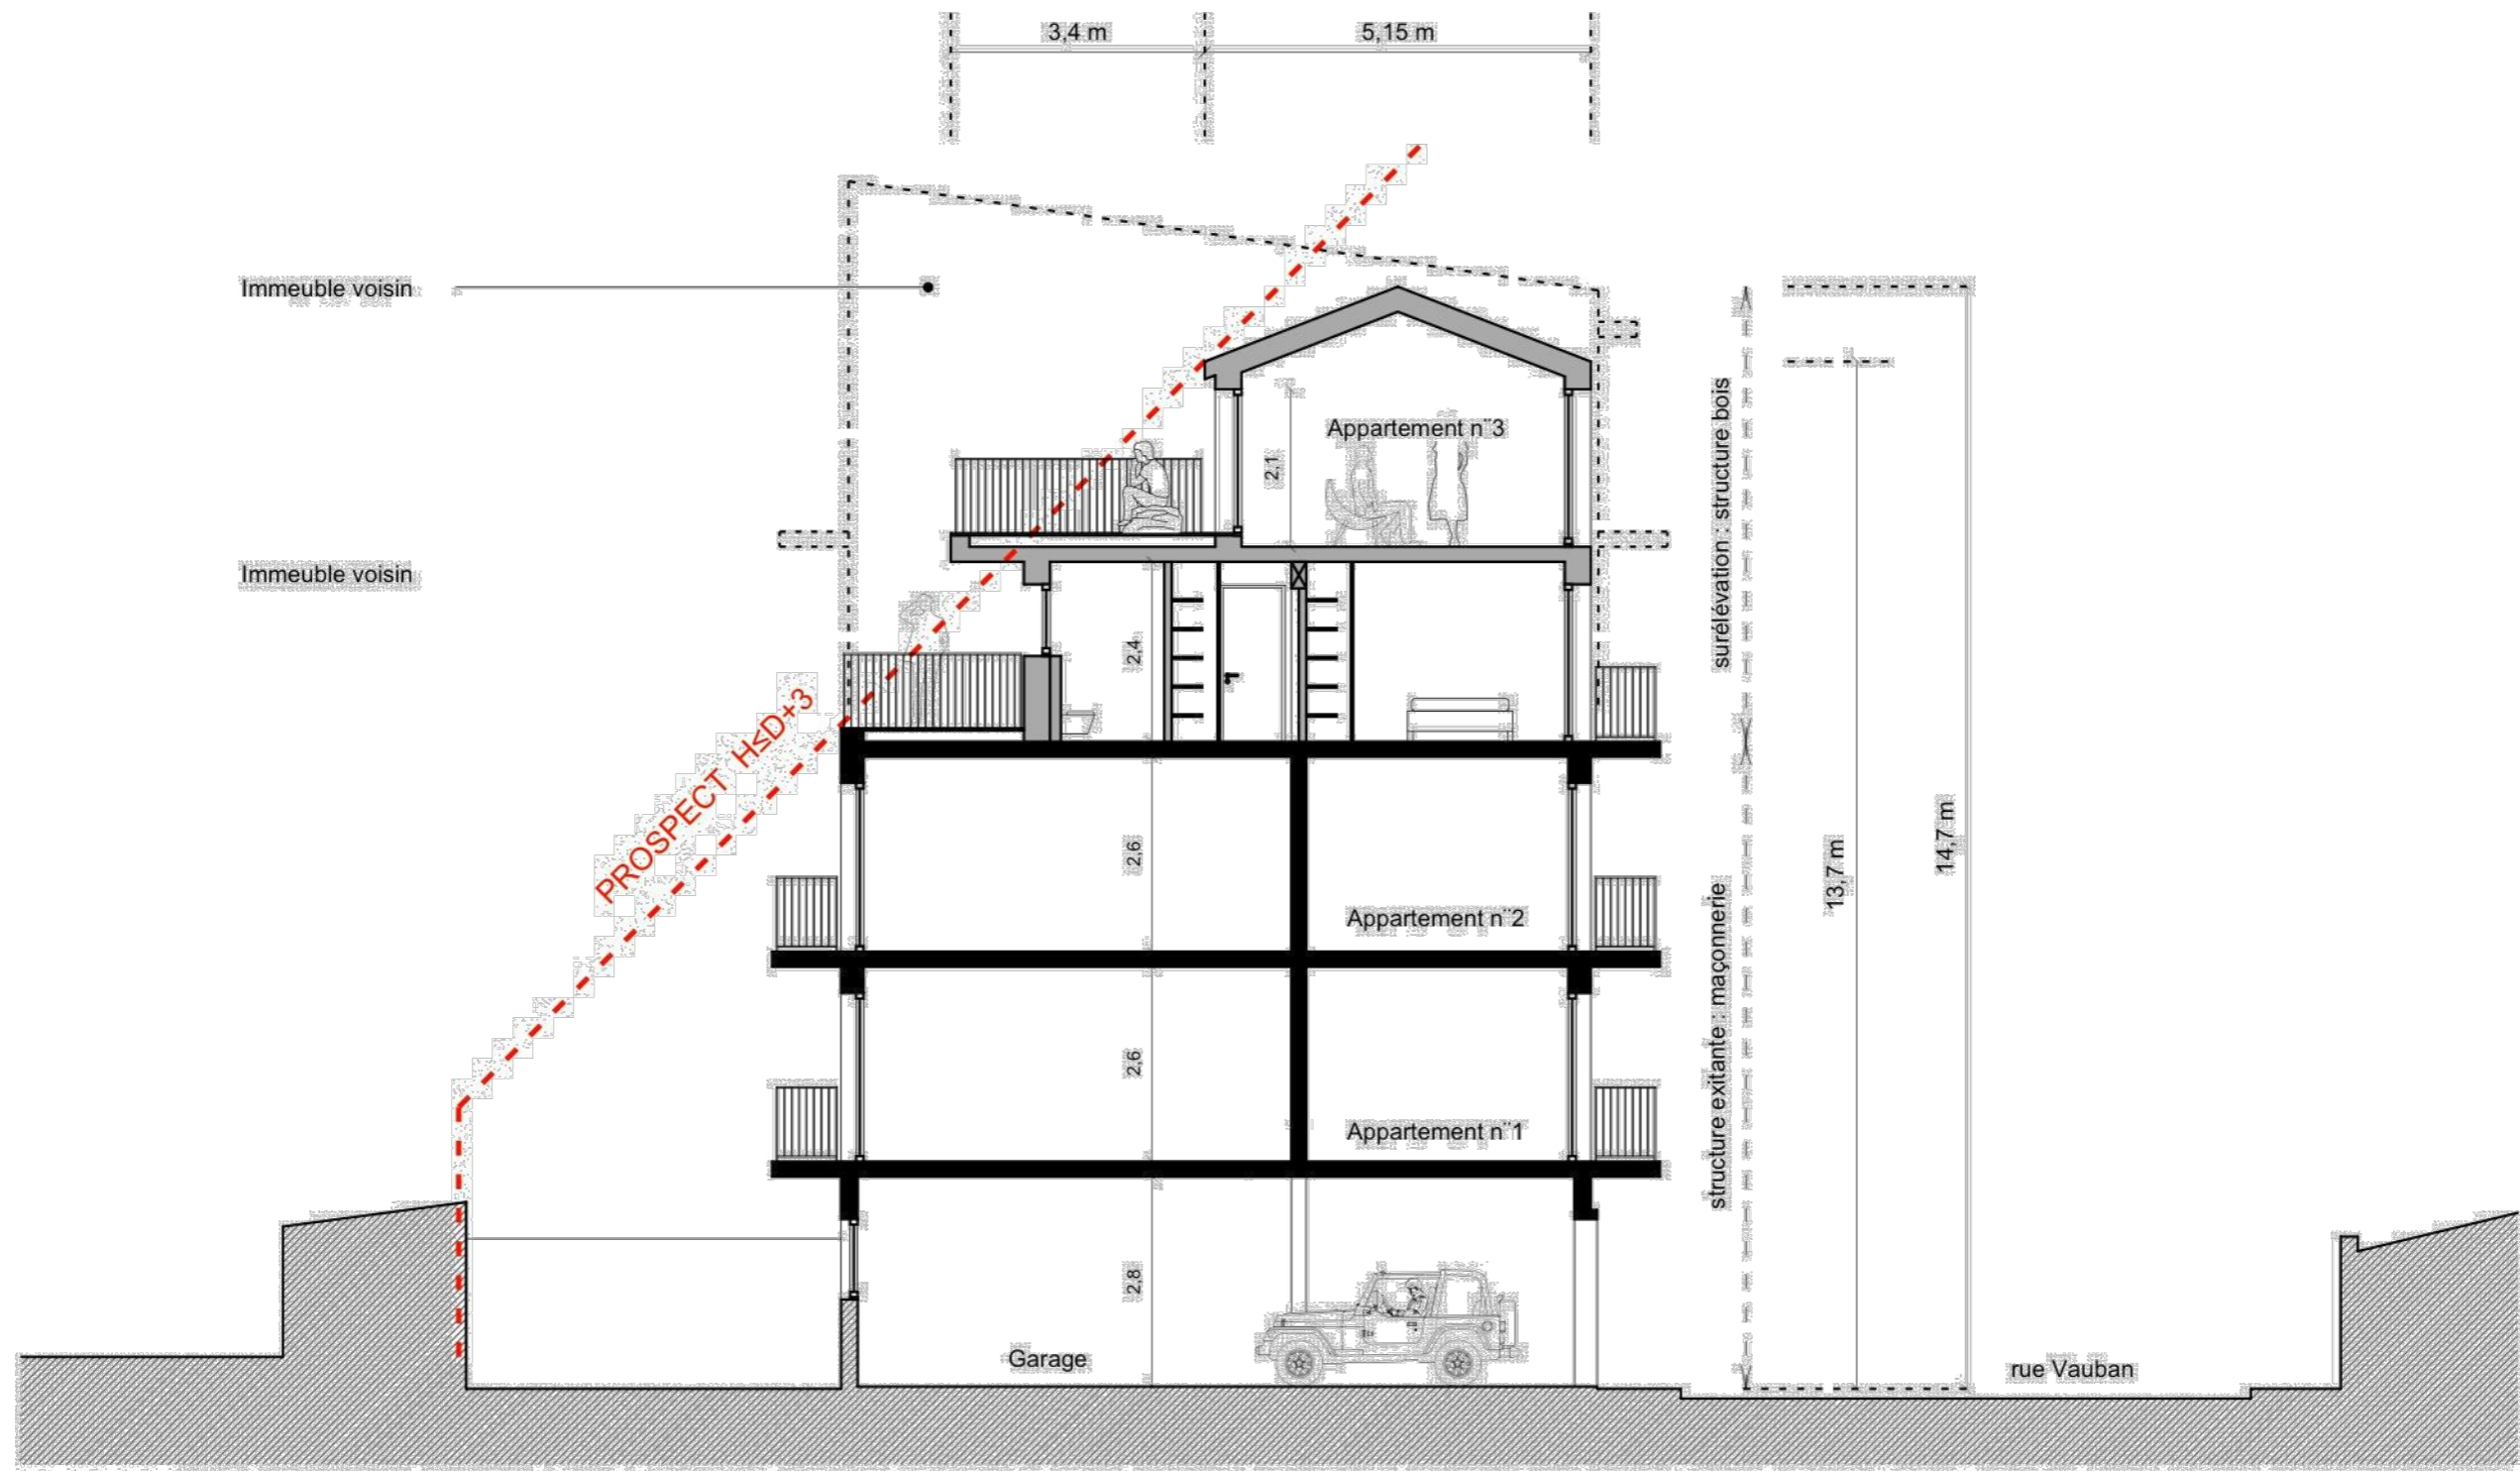 3,4 m
5,15 m
Immeuble voisin
Appartement n¨3
2,1
surélévation : structure bois
Immeuble voisin
2,4
PROSPECT H≤D+3
2,6
13,7 m
14,7 m
Appartement n¨2
structure exitante : maçonnerie
2,6
Appartement n¨1
2,8
Garage
rue Vauban